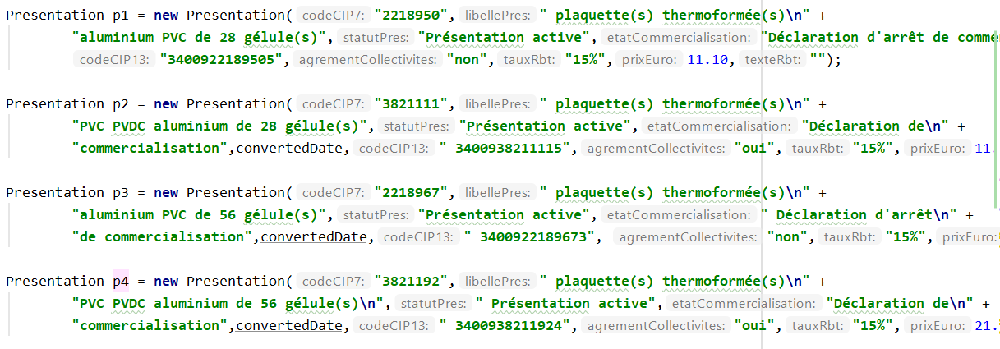 Presentation p1 = new Presentation( codeCIP7: "2218950", libellePres: " plaquette(s) thermoformée(s)\n" +
"aluminium PVC de 28 gélule(s)", statutPres: "Présentation active", etatCommercialisation: "Déclaration d'arrêt de comme
codeCIP13: "3400922189505", agrementCollectivites: "non", tauxRbt: "15%", prixEuro: 11.10, texteRbt: "");
Presentation p2 = new Presentation( codeCIP7: "3821111", libellePres: " plaquette(s) thermoformée(s)\n" +
"PVC PVDC aluminium de 28 gélule(s)", statutPres: "Présentation active", etatCommercialisation: "Déclaration de\n" +
"commercialisation",convertedDate, codeCIP13: " 3400938211115", agrementCollectivites: "oui", tauxRbt: "15%", prixEuro: 11.
Presentation p3 = new Presentation( codeCIP7: "2218967", libellePres: " plaquette(s) thermoformée(s)\n" +
"aluminium PVC de 56 gélule(s)", statutPres: "Présentation active", etatCommercialisation: " Déclaration d'arrêt\n" +
"de commercialisation",convertedDate, codeCIP13: " 3400922189673", agrementCollectivites: "non", tauxRbt: "15%", prixEuro:
Presentation p4 = new Presentation( codeCIP7: "3821192", libellePres: " plaquette(s) thermoformée(s)\n" +
"PVC PVDC aluminium de 56 gélule(s)\n", statutPres: " Présentation active", etatCommercialisation: "Déclaration de\n" +
"commercialisation",convertedDate, codeCIP13: " 3400938211924", agrementCollectivites: "oui", tauxRbt: "15%", prixEuro: 21.